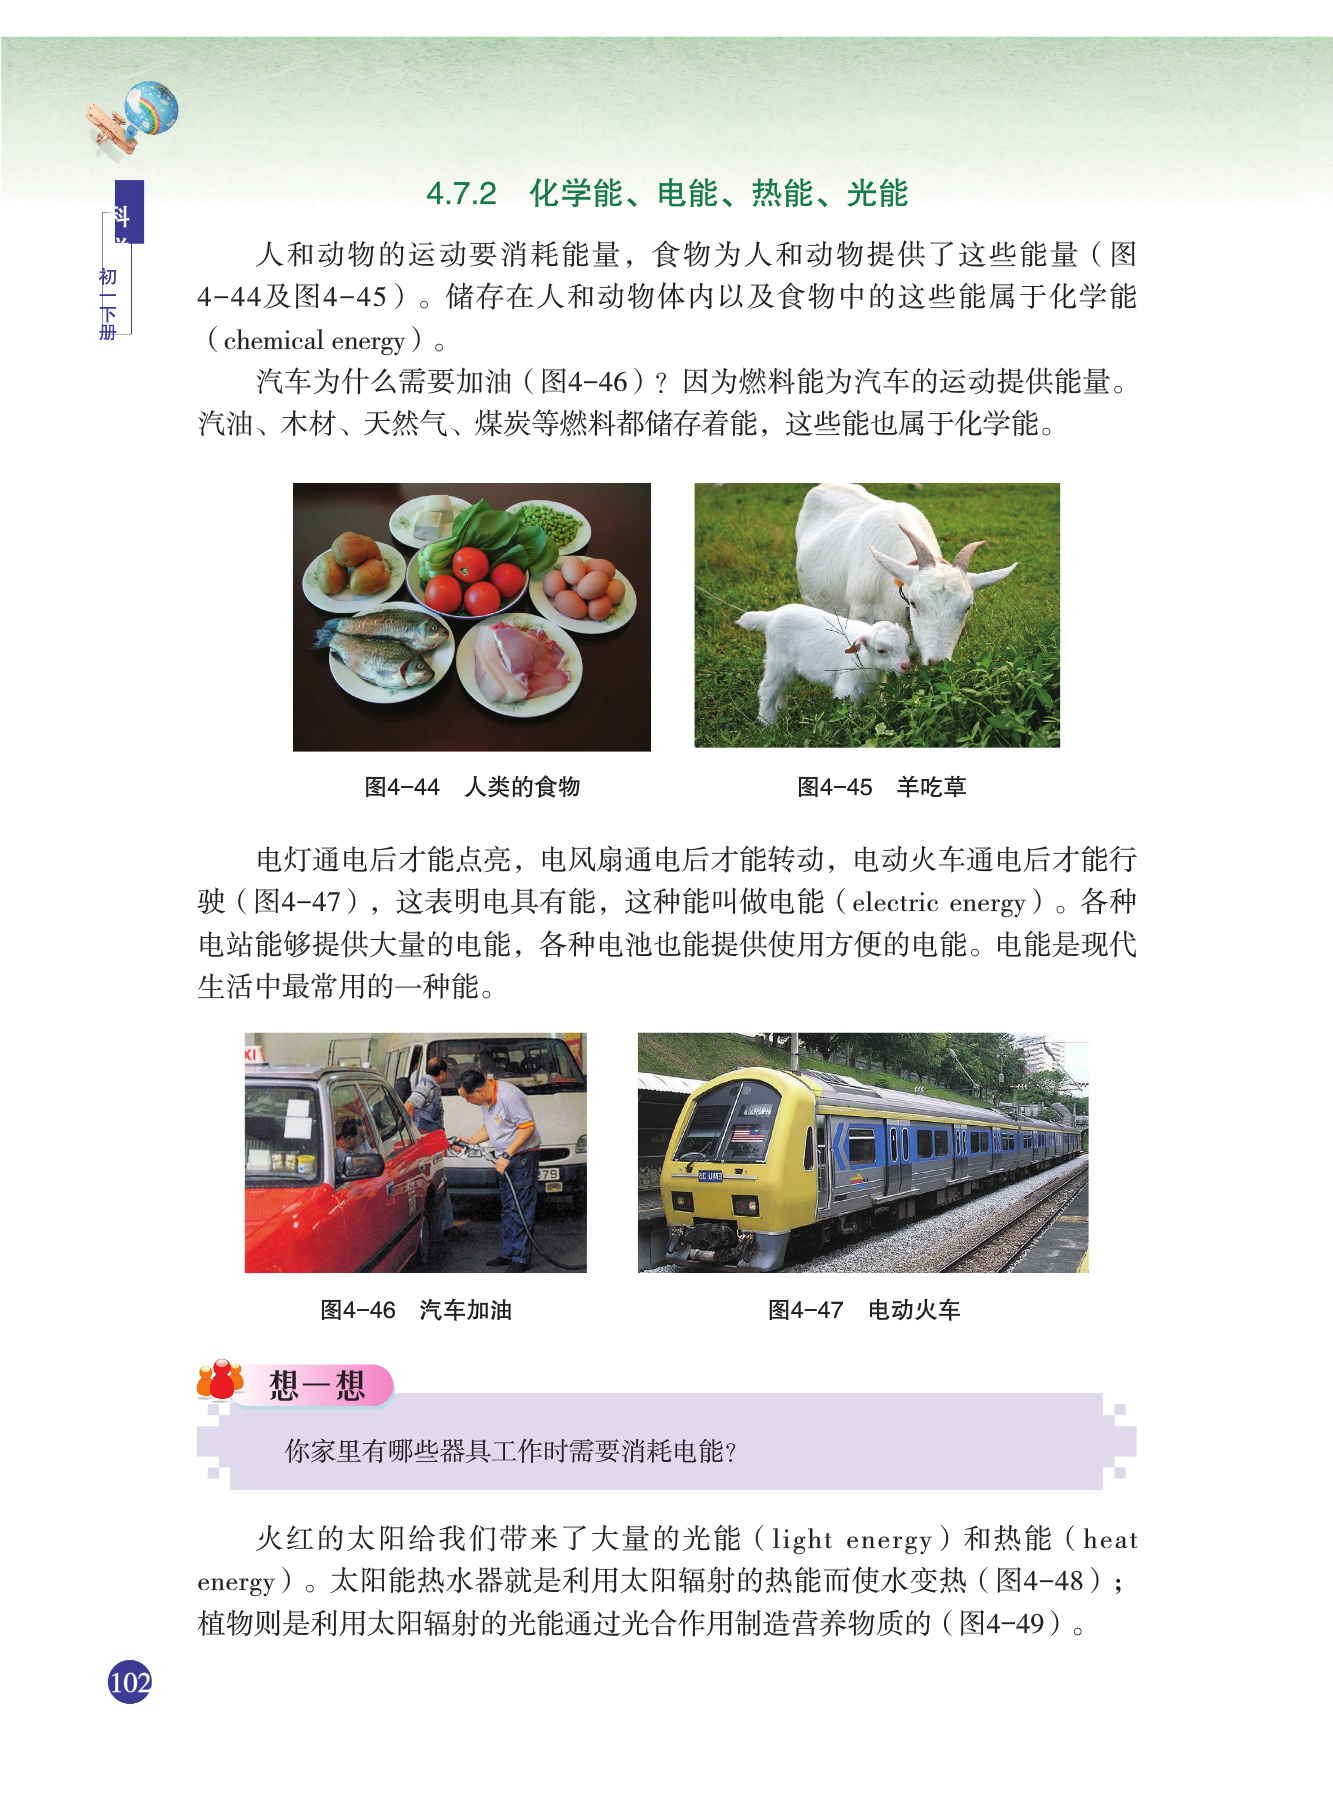 科
初一下册
4.7.2 化学能、电能、热能、光能
人和动物的运动要消耗能量，食物为人和动物提供了这些能量（图
4-44及图4-45）。储存在人和动物体内以及食物中的这些能属于化学能
（chemical energy）。
汽车为什么需要加油（图4-46）？因为燃料能为汽车的运动提供能量。
汽油、木材、天然气、煤炭等燃料都储存着能，这些能也属于化学能。
图4-44 人类的食物
图4-45 羊吃草
电灯通电后才能点亮，电风扇通电后才能转动，电动火车通电后才能行
驶（图4-47），这表明电具有能，这种能叫做电能（electric energy）。各种
电站能够提供大量的电能，各种电池也能提供使用方便的电能。电能是现代
生活中最常用的一种能。
XI
279
EMU 38
图4-46 汽车加油
图4-47 电动火车
想一想
你家里有哪些器具工作时需要消耗电能？
火红的太阳给我们带来了大量的光能（light energy）和热能（heat
energy）。太阳能热水器就是利用太阳辐射的热能而使水变热（图4-48）；
植物则是利用太阳辐射的光能通过光合作用制造营养物质的（图4-49）。
102